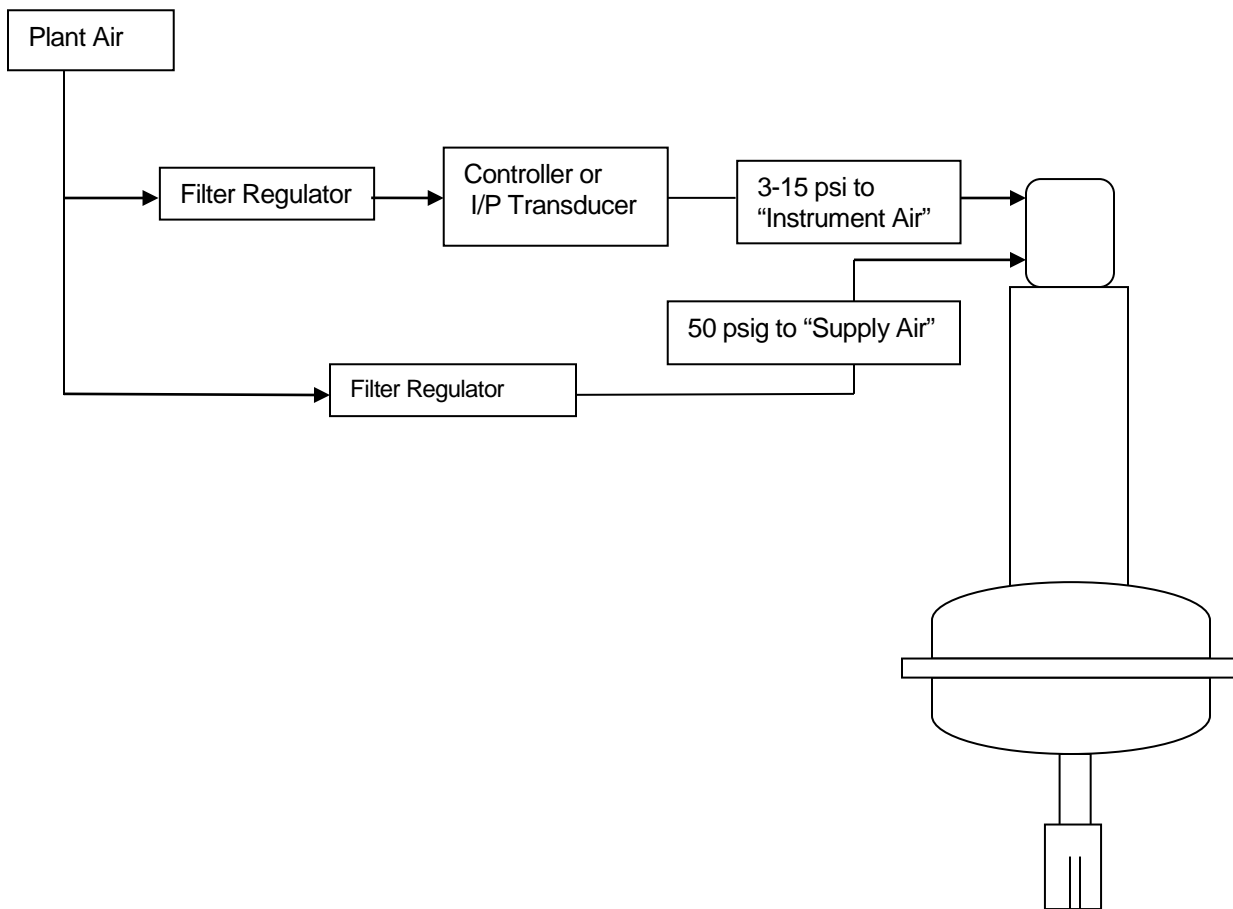 Plant Air
Filter Regulator
Controller or
I/P Transducer
3-15 psi to
“Instrument Air”
50 psig to “Supply Air”
Filter Regulator